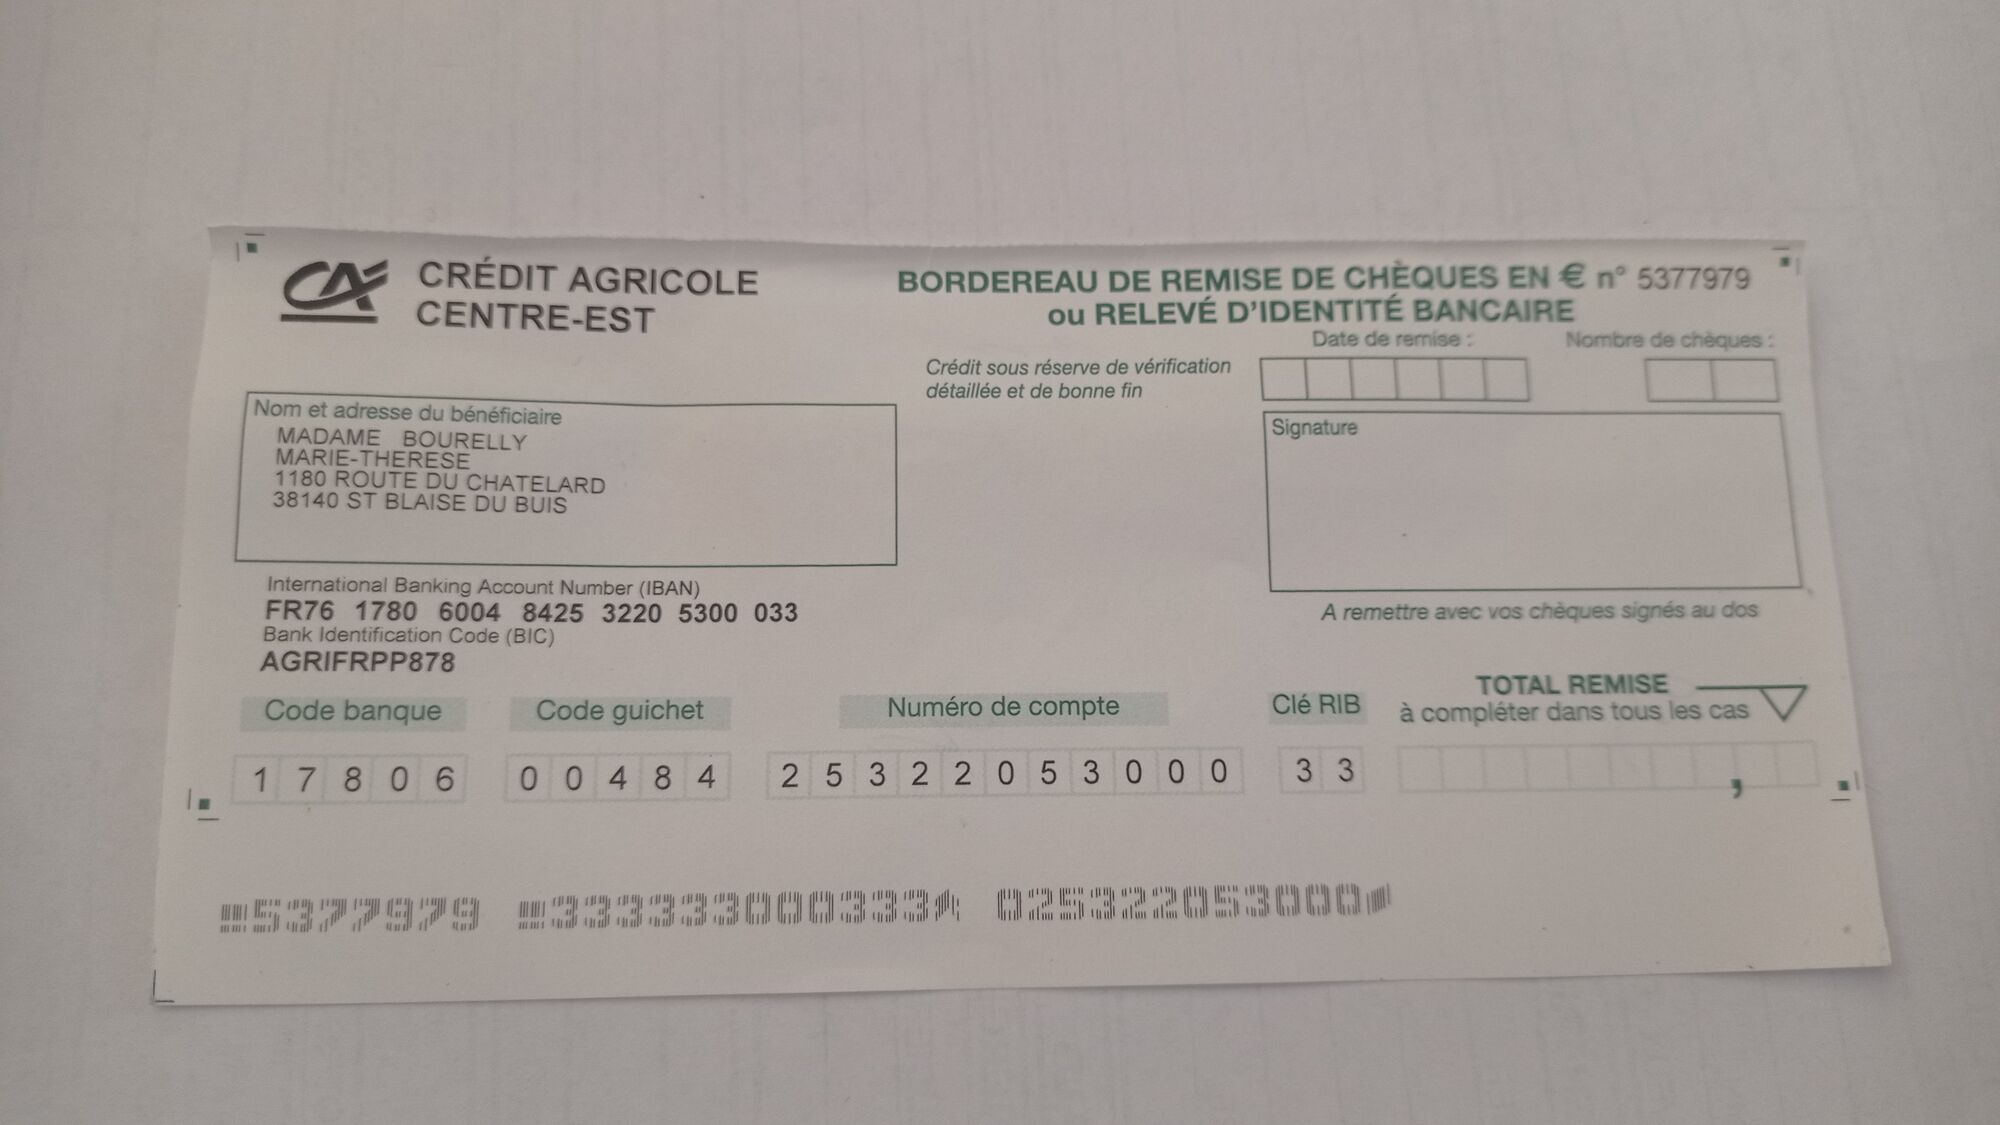 CRÉDIT AGRICOLE
CENTRE-EST
BORDEREAU DE REMISE DE CHÈQUES EN € n° 5377979
ou RELEVÉ D'IDENTITÉ BANCAIRE
Date de remise :
Nombre de chèques :
Crédit sous réserve de vérification
détaillée et de bonne fin
Nom et adresse du bénéficiaire
MADAME BOURELLY
MARIE-THERESE
1180 ROUTE DU CHATELARD
38140 ST BLAISE DU BUIS
Signature
International Banking Account Number (IBAN)
FR76 1780 6004 8425 3220 5300 033
Bank Identification Code (BIC)
AGRIFRPP878
A remettre avec vos chèques signés au dos
Code banque
Code guichet
Numéro de compte
Clé RIB
TOTAL REMISE
à compléter dans tous les cas
1 7 8 0 6
0 0 4 8 4
2 5 3 2 2 0 5 3 0 0 0
3 3
,
5377979 333333000333 025322053000